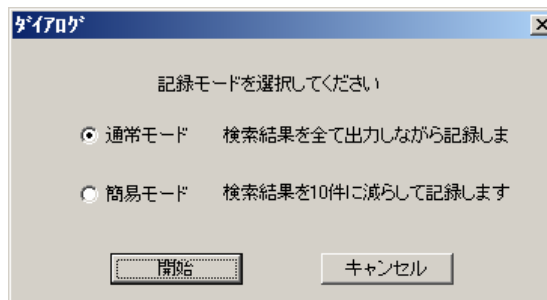 ﾀﾞｲｱﾛｸﾞ
記録モードを選択してください
通常モード 検索結果を全て出力しながら記録しま
簡易モード 検索結果を10件に減らして記録します
開始 キャンセル